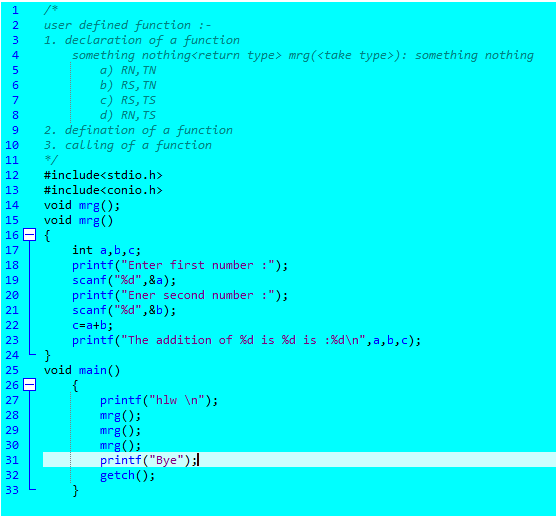 1 /*
2 user defined function :-
3 1. declaration of a function
4 something nothing<return type> mrg(<take type>): something nothing
5 a) RN,TN
6 b) RS,TN
7 c) RS,TS
8 d) RN,TS
9 2. defination of a function
10 3. calling of a function
11 */
12 #include<stdio.h>
13 #include<conio.h>
14 void mrg();
15 void mrg()
16 {
17 int a,b,c;
18 printf("Enter first number :");
19 scanf("%d",&a);
20 printf("Ener second number :");
21 scanf("%d",&b);
22 c=a+b;
23 printf("The addition of %d is %d is :%d\n",a,b,c);
24 }
25 void main()
26 {
27 printf("hlw \n");
28 mrg();
29 mrg();
30 mrg();
31 printf("Bye");
32 getch();
33 }